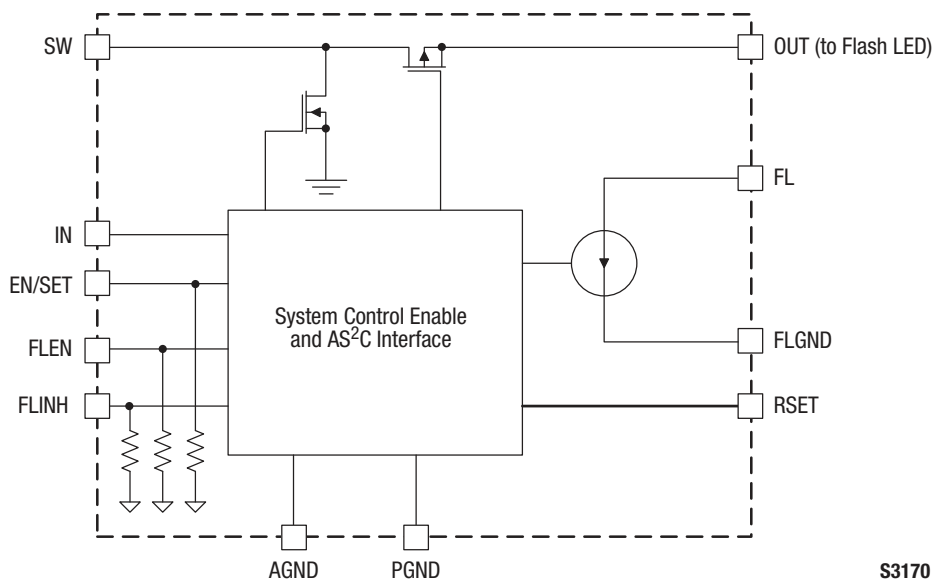 SW
OUT (to Flash LED)
FL
IN
EN/SET
System Control Enable
and AS²C Interface
FLEN
FLGND
FLINH
RSET
AGND
PGND
S3170